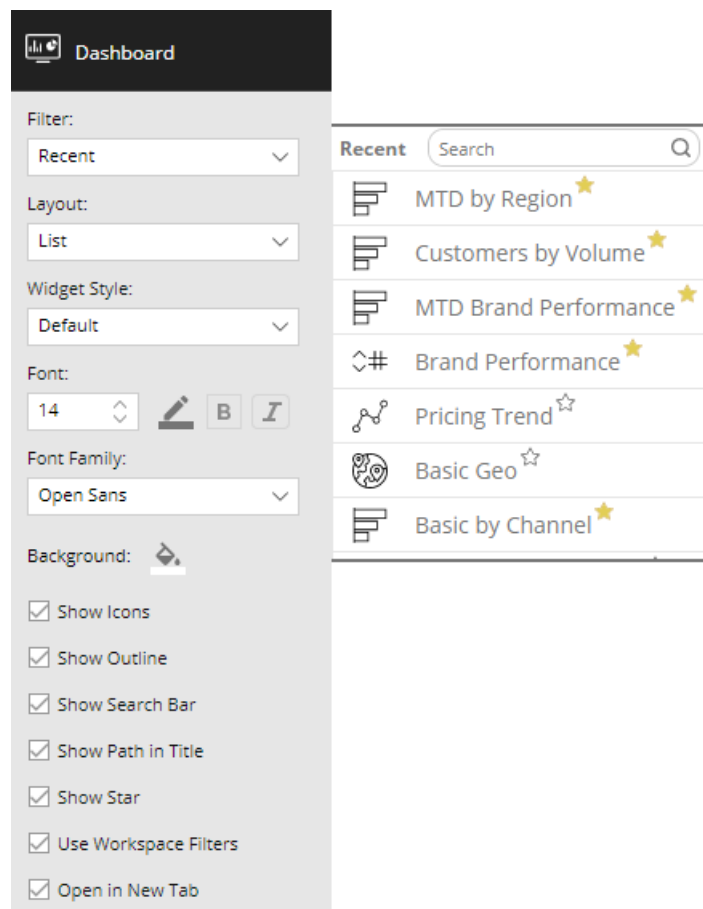 Dashboard
Filter:
Recent
Layout:
List
Widget Style:
Default
Font:
14 B I
Font Family:
Open Sans
Background:
Show Icons
Show Outline
Show Search Bar
Show Path in Title
Show Star
Use Workspace Filters
Open in New Tab
Recent Search
MTD by Region
Customers by Volume
MTD Brand Performance
Brand Performance
Pricing Trend
Basic Geo
Basic by Channel